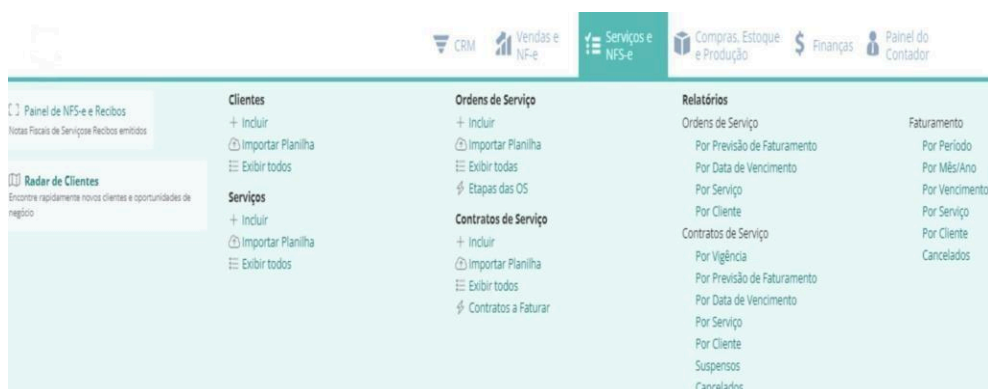 CRM
Vendas e
NF-e
Serviços e
NFS-e
Compras, Estoque
e Produção
Finanças
Painel do
Contador
Painel de NFS-e e Recibos
Notas Fiscais de Serviçose Recibos emitidos
Radar de Clientes
Encontre rapidamente novos clientes e oportunidades de
negócio
Clientes
+ Incluir
Importar Planilha
Exibir todos
Serviços
+ Incluir
Importar Planilha
Exibir todos
Ordens de Serviço
+ Incluir
Importar Planilha
Exibir todas
Etapas das OS
Contratos de Serviço
+ Incluir
Importar Planilha
Exibir todos
Contratos a Faturar
Relatórios
Ordens de Serviço
Por Previsão de Faturamento
Por Data de Vencimento
Por Serviço
Por Cliente
Contratos de Serviço
Por Vigência
Por Previsão de Faturamento
Por Data de Vencimento
Por Serviço
Por Cliente
Suspensos
Cancelados
Faturamento
Por Período
Por Mês/Ano
Por Vencimento
Por Serviço
Por Cliente
Cancelados